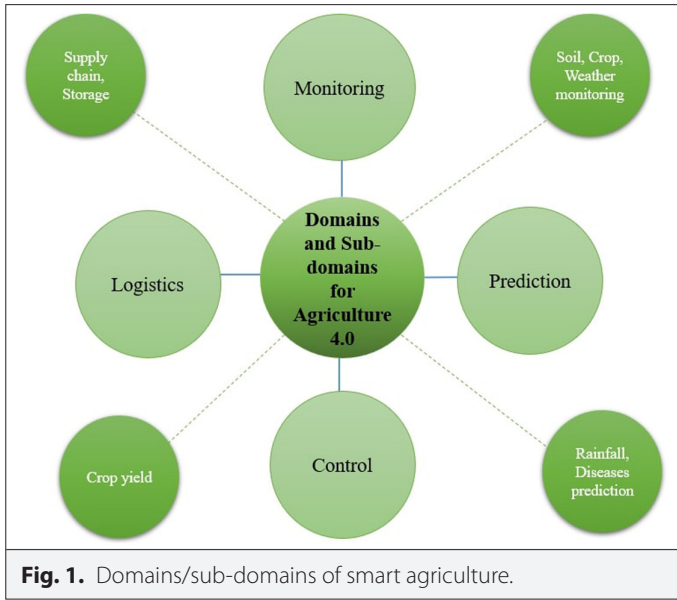 Supply
chain,
Storage
Monitoring
Soil, Crop,
Weather
monitoring
Logistics
Domains
and Sub-
domains
for
Agriculture
4.0
Prediction
Crop yield
Control
Rainfall,
Diseases
prediction
Fig. 1. Domains/sub-domains of smart agriculture.